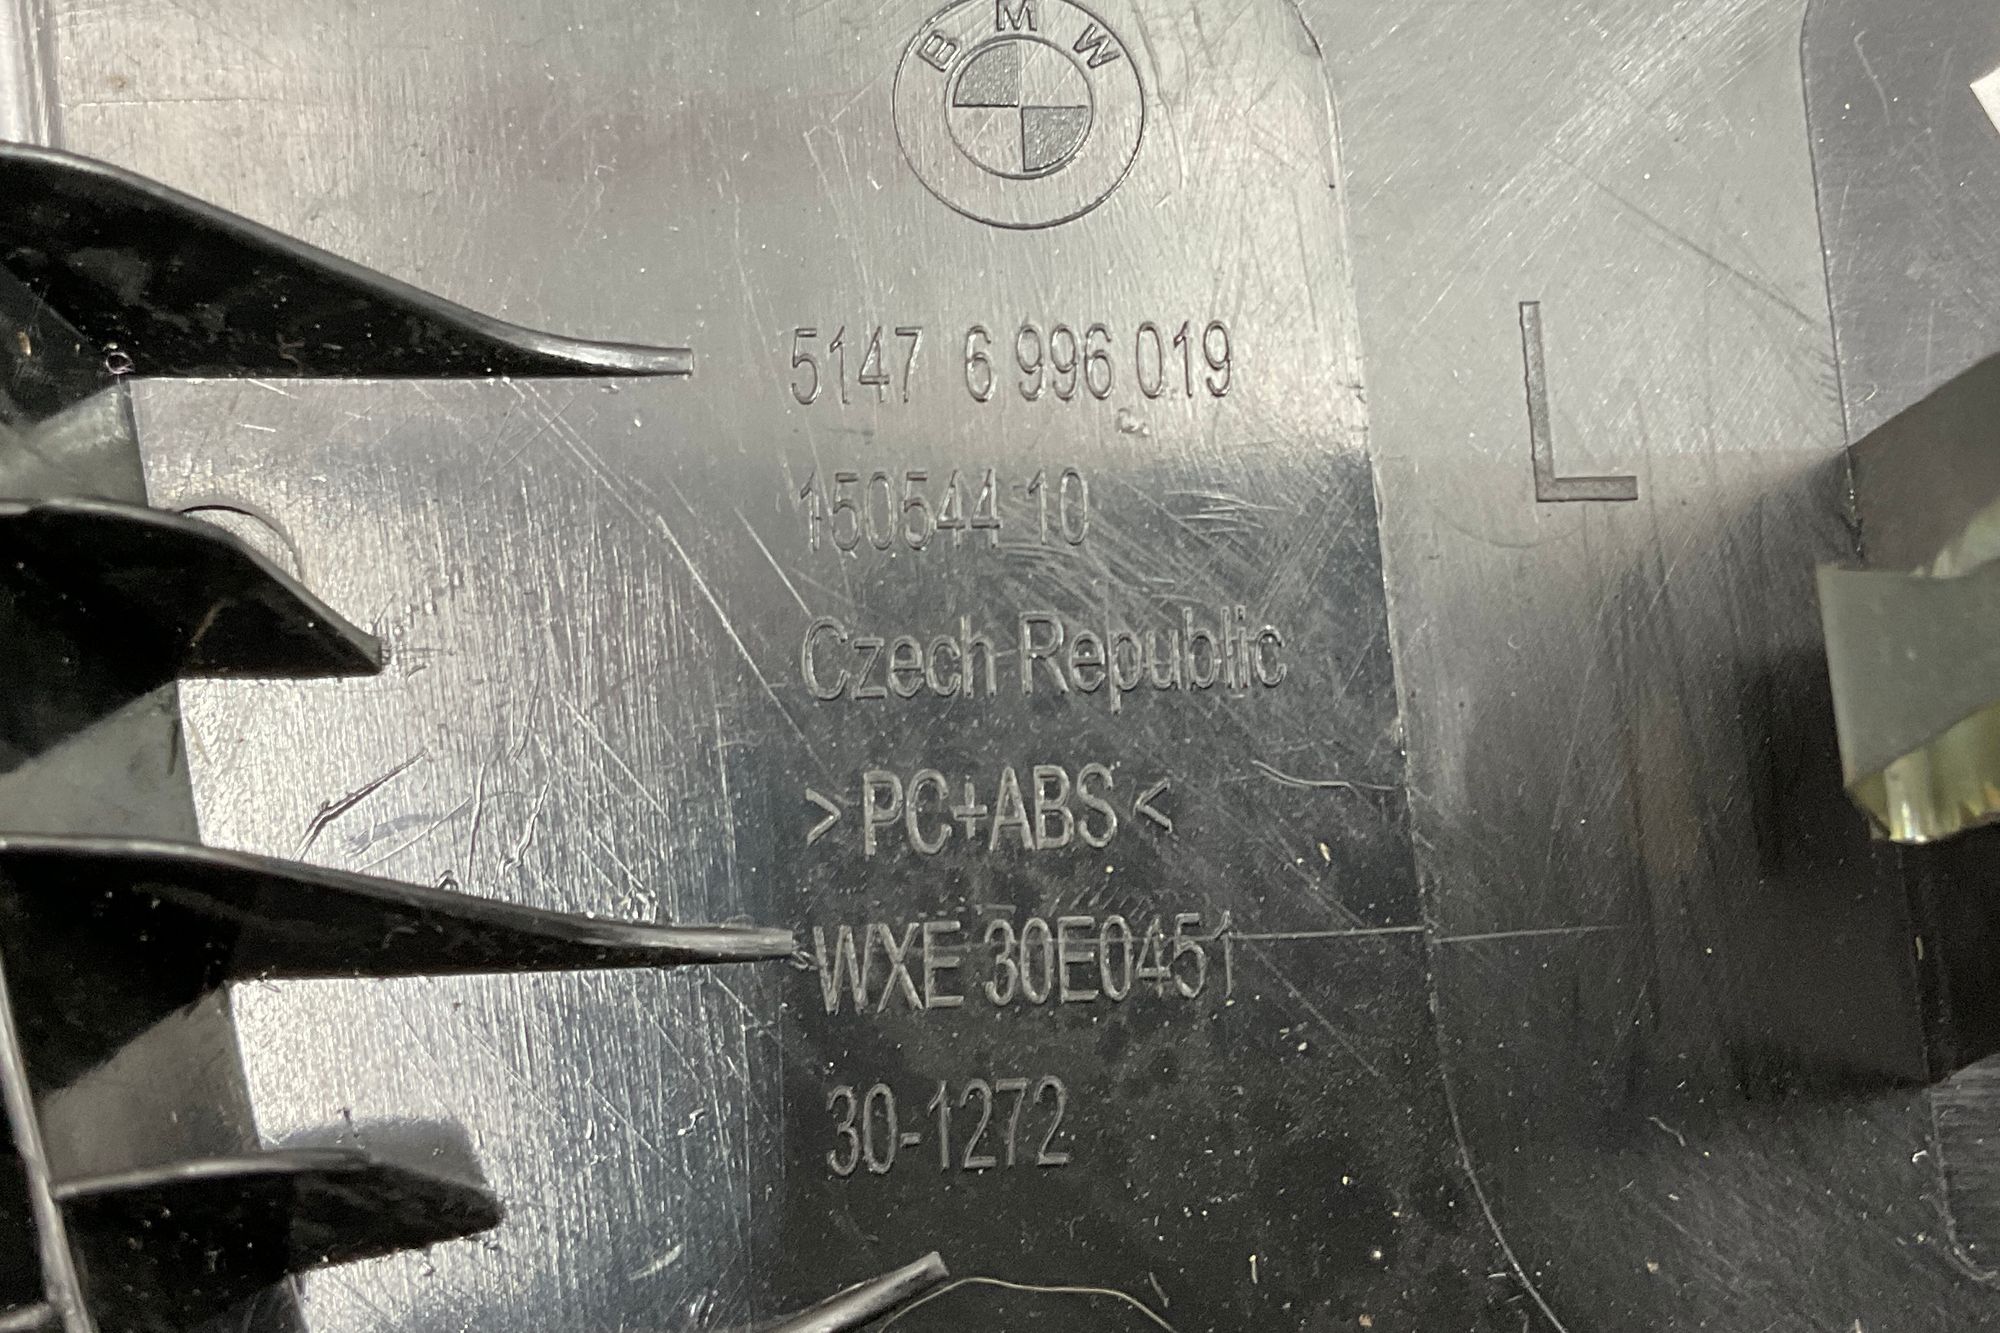 BMW
5147 6 996 019
L
150544 10
Czech Republic
>PC+ABS<
WXE 30E0451
30-1272